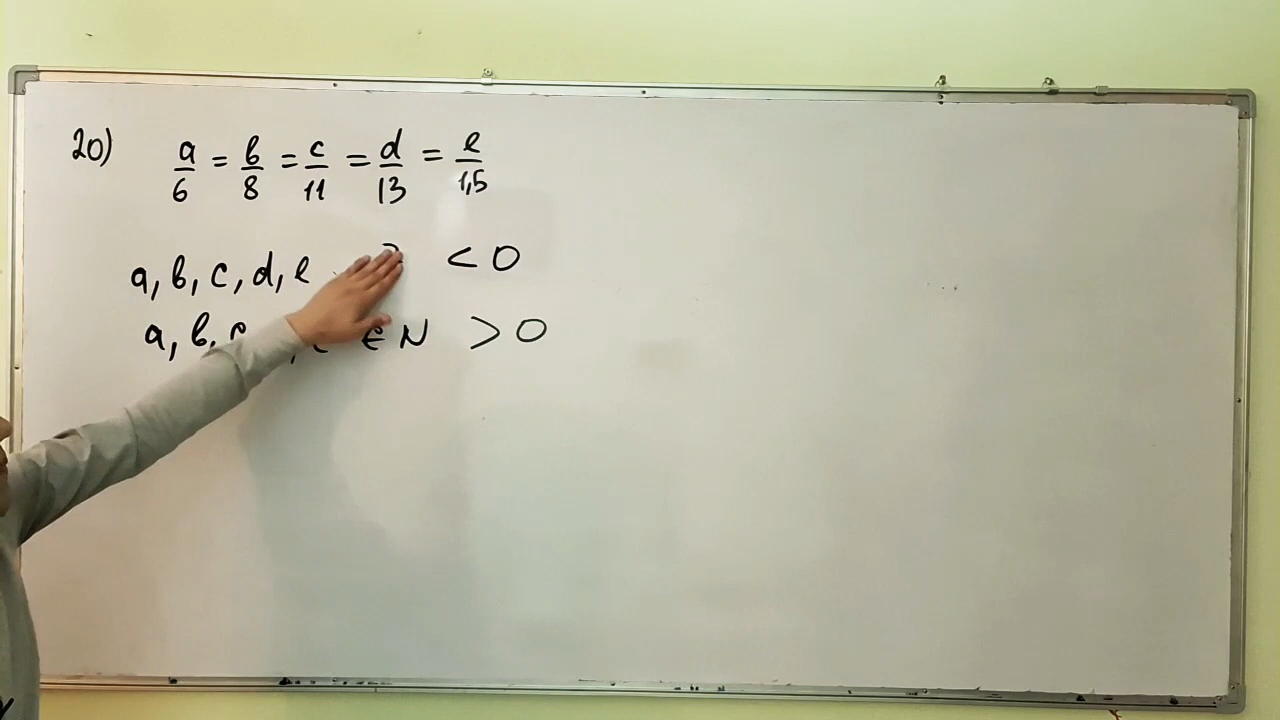 20) a/6 = b/8 = c/11 = d/13 = e/1,5
a, b, c, d, e < 0
a, b, c e ∈ N > 0